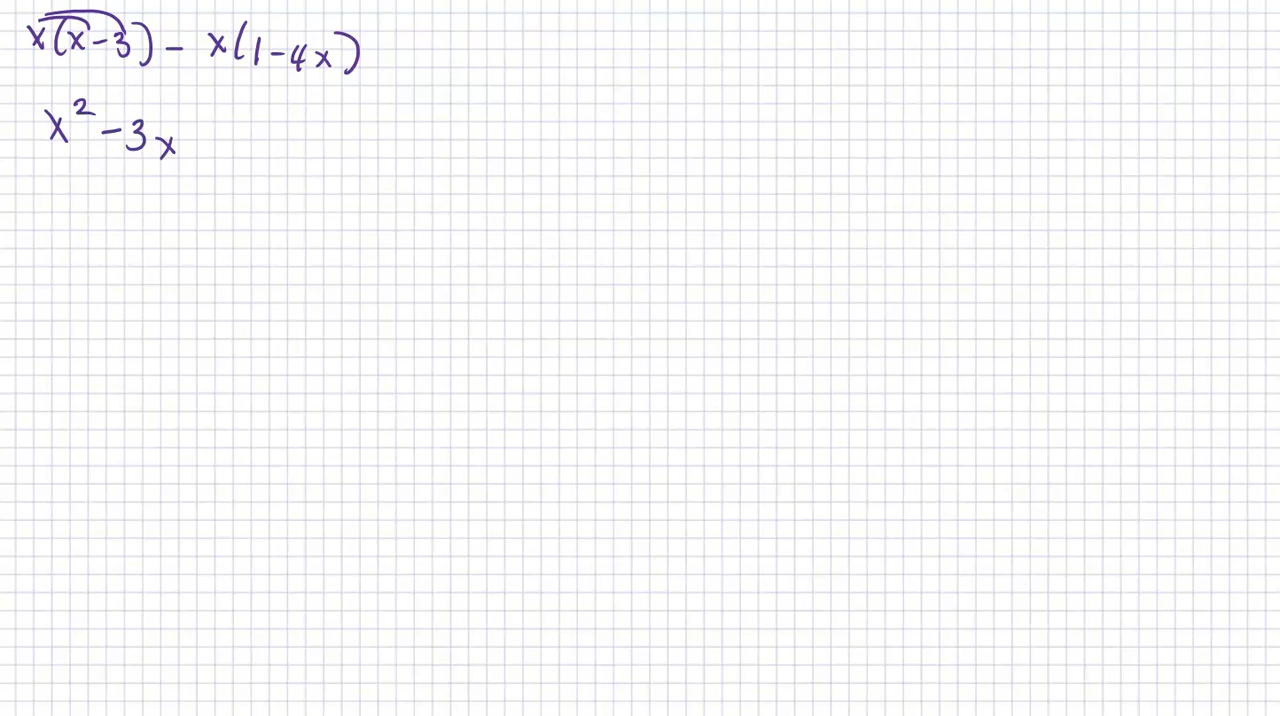 x(x-3) - x(1-4x)
x² - 3x